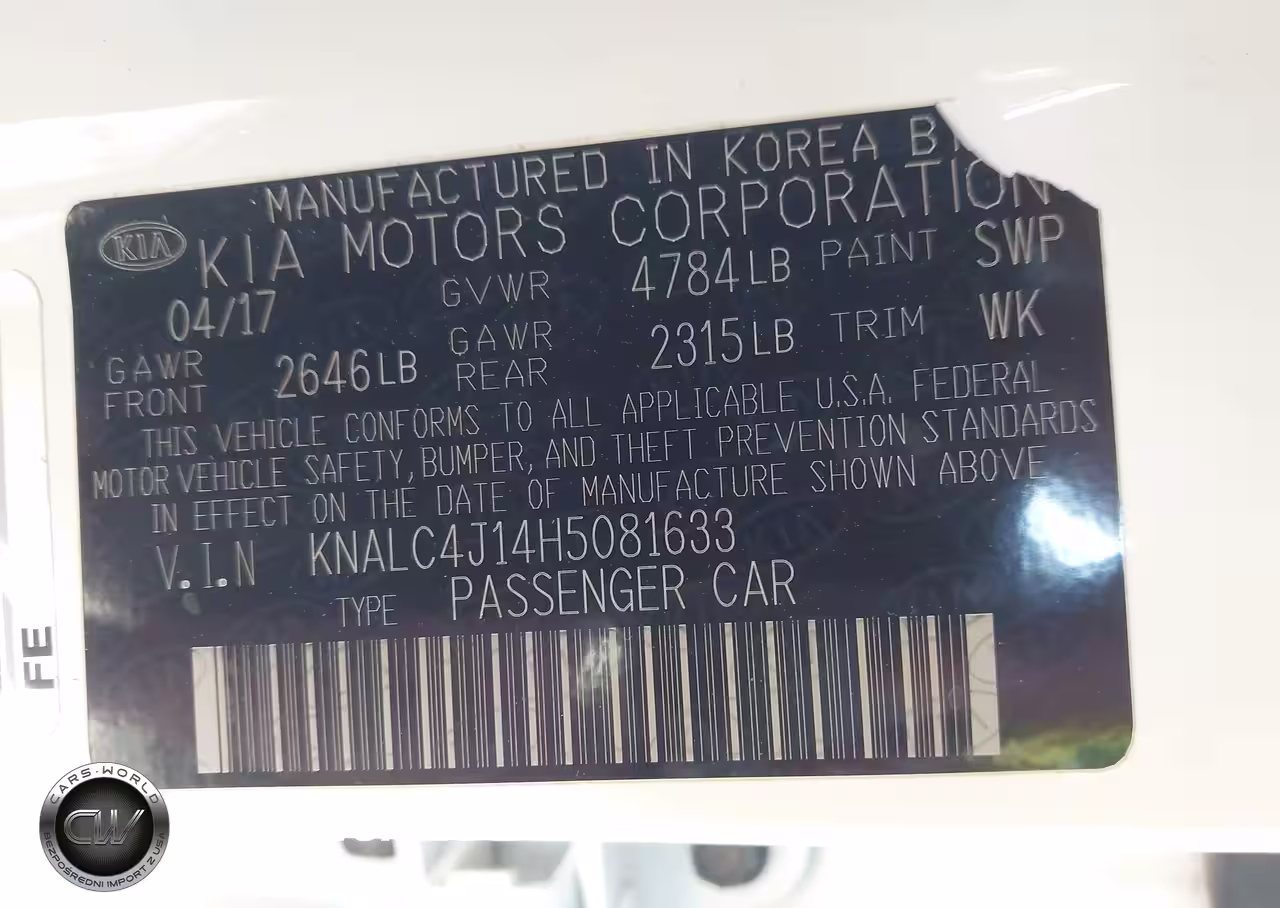 MANUFACTURED IN KOREA B
KIA KIA MOTORS CORPORATION
04/17 GVWR 4784LB PAINT SWP
GAWR FRONT 2646LB GAWR REAR 2315LB TRIM WK
THIS VEHICLE CONFORMS TO ALL APPLICABLE U.S.A. FEDERAL
MOTOR VEHICLE SAFETY, BUMPER, AND THEFT PREVENTION STANDARDS
IN EFFECT ON THE DATE OF MANUFACTURE SHOWN ABOVE
V.I.N KNALC4J14H5081633
TYPE PASSENGER CAR
FE
CARS-WORLD
CW
BEZPOŚREDNI IMPORT Z USA